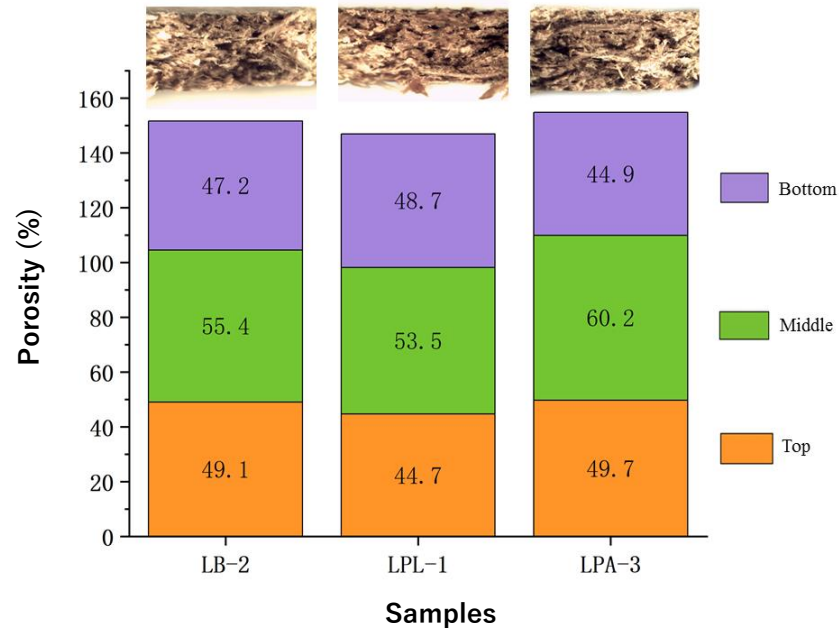 160
140
120
100
80
60
40
20
0
Porosity (%)
47.2
48.7
44.9
55.4
53.5
60.2
49.1
44.7
49.7
Bottom
Middle
Top
LB-2
LPL-1
LPA-3
Samples